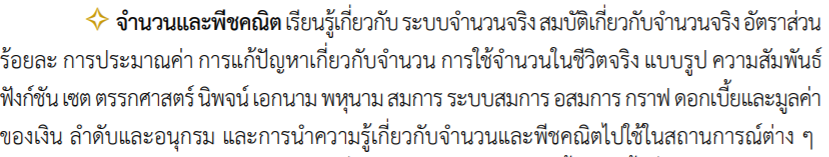 ✧ จำนวนและพีชคณิต เรียนรู้เกี่ยวกับ ระบบจำนวนจริง สมบัติเกี่ยวกับจำนวนจริง อัตราส่วน
ร้อยละ การประมาณค่า การแก้ปัญหาเกี่ยวกับจำนวน การใช้จำนวนในชีวิตจริง แบบรูป ความสัมพันธ์
ฟังก์ชัน เซต ตรรกศาสตร์ นิพจน์ เอกนาม พหุนาม สมการ ระบบสมการ อสมการ กราฟ ดอกเบี้ยและมูลค่า
ของเงิน ลำดับและอนุกรม และการนำความรู้เกี่ยวกับจำนวนและพีชคณิตไปใช้ในสถานการณ์ต่าง ๆ